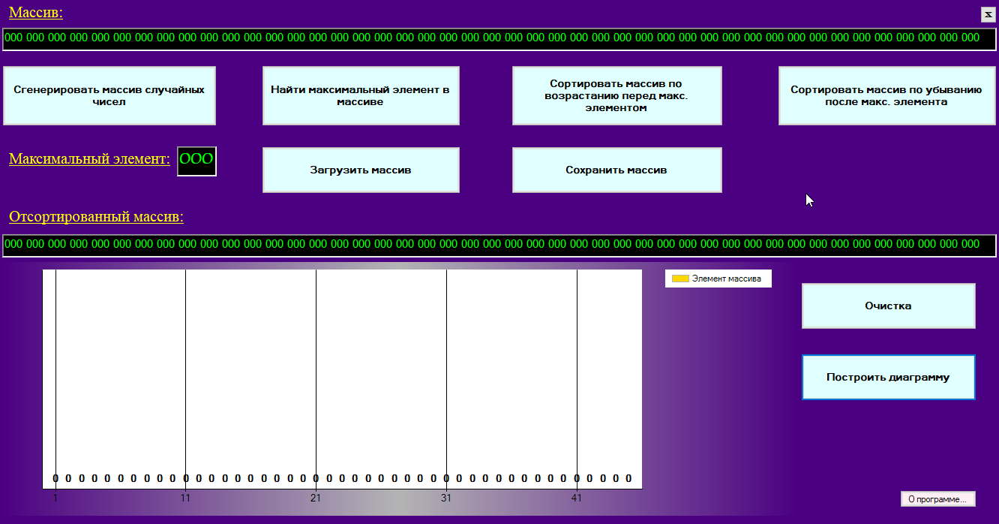 Массив:
x
000 000 000 000 000 000 000 000 000 000 000 000 000 000 000 000 000 000 000 000 000 000 000 000 000 000 000 000 000 000 000 000 000 000 000 000 000 000 000 000 000 000 000 000 000
Сгенерировать массив случайных
чисел
Найти максимальный элемент в
массиве
Сортировать массив по
возрастанию перед макс.
элементом
Сортировать массив по убыванию
после макс. элемента
Максимальный элемент:
000
Загрузить массив
Сохранить массив
Отсортированный массив:
000 000 000 000 000 000 000 000 000 000 000 000 000 000 000 000 000 000 000 000 000 000 000 000 000 000 000 000 000 000 000 000 000 000 000 000 000 000 000 000 000 000 000 000 000
Элемент массива
Очистка
Построить диаграмму
0 0 0 0 0 0 0 0 0 0 0 0 0 0 0 0 0 0 0 0 0 0 0 0 0 0 0 0 0 0 0 0 0 0 0 0 0 0 0 0 0 0 0 0 0
1 11 21 31 41
О программе...